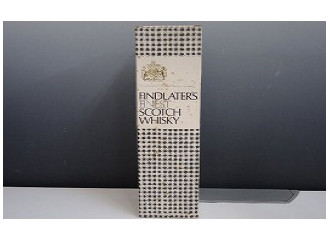 FINDLATER'S
FINEST
SCOTCH
WHISKY